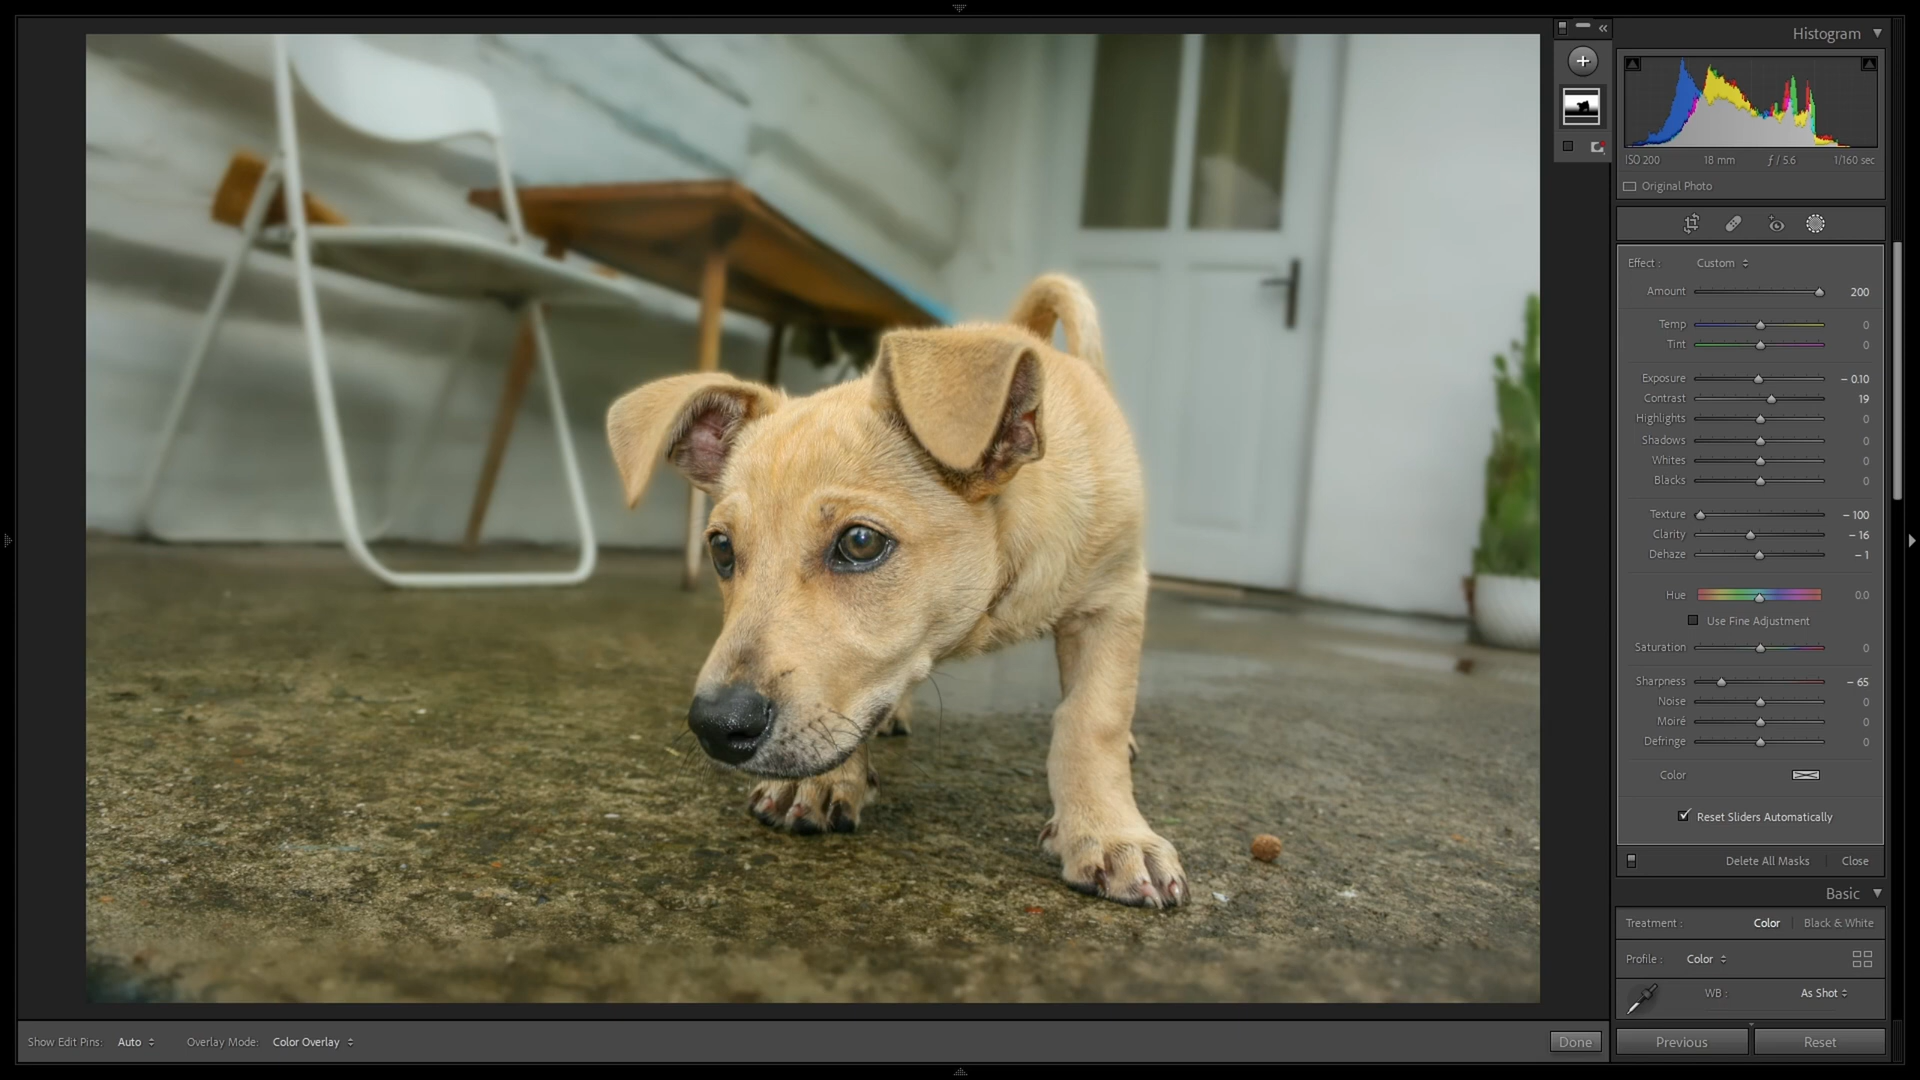 Histogram
ISO 200 18 mm ƒ / 5.6 1/160 sec
Original Photo
Effect : Custom
Amount 200
Temp 0
Tint 0
Exposure – 0.10
Contrast 19
Highlights 0
Shadows 0
Whites 0
Blacks 0
Texture – 100
Clarity – 16
Dehaze – 1
Hue 0.0
Use Fine Adjustment
Saturation 0
Sharpness – 65
Noise 0
Moiré 0
Defringe 0
Color
Reset Sliders Automatically
Delete All Masks Close
Basic
Treatment : Color Black & White
Profile : Color
WB : As Shot
Show Edit Pins: Auto Overlay Mode: Color Overlay Done Previous Reset